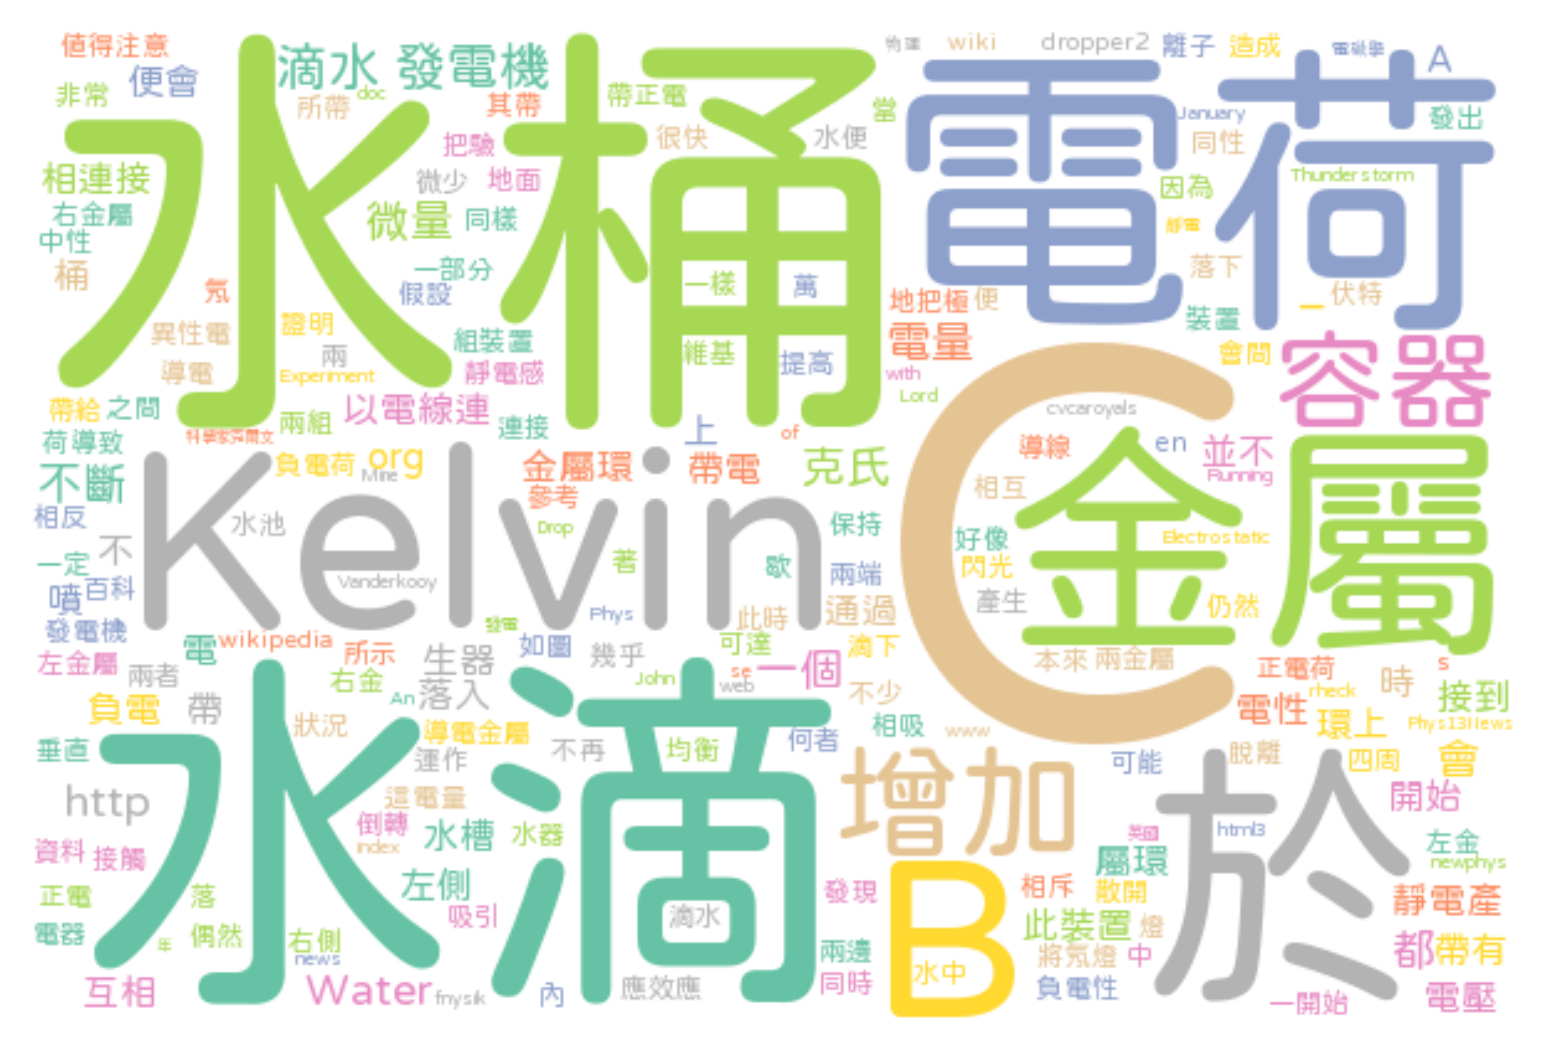 值得注意
便會
非常
滴水
發電機
所帶
doc
其帶
帶正電
物理
wiki
dropper2
離子
造成
電磁學
A
水桶
電荷
把驗
很快
水便
當
January
同性
發出
相連接
微少
地面
因為
Thunderstorm
右金屬
中性
微量
同樣
靜電
桶
一部分
假設
一樣
萬
落下
伏特
一
氖
地把極
便
裝置
異性電
證明
兩
組裝置
維基
提高
電量
會間
容器
導電
Experiment
靜電感
with
Lord
帶給
之間
以電線連
兩組
連接
上
of
cvcaroyals
荷導致
負電荷
org
Mine
金屬環
參考
帶電
克氏
導線
en
並不
Running
不斷
相反
水池
不
Kelvin
C
金屬
相互
Drop
保持
好像
Electrostatic
一定
百科
噴
Vanderkooy
著
歇
兩端
閃光
產生
仍然
發電機
Phys
此時
通過
發電
左金屬
電
wikipedia
所示
生器
如圖
幾乎
可達
滴下
本來
兩金屬
正電荷
s
兩者
右金
An
落入
John
se
web
一個
不少
時
接到
負電
帶
電性
rheck
環上
Phys13News
狀況
導電金屬
水滴
相吸
www
垂直
運作
不再
均衡
何者
可能
脫離
四周
會
http
這電量
增加
於
開始
倒轉
index
水槽
水器
英國
html3
左金
資料
接觸
屬環
newphys
正電
落
左側
吸引
滴水
發現
B
相斥
散開
靜電產
電器
年
偶然
右側
news
兩邊
水中
此裝置
燈
將氖燈
中
都
帶有
互相
Water
fnysik
內
應效應
同時
負電性
一開始
電壓